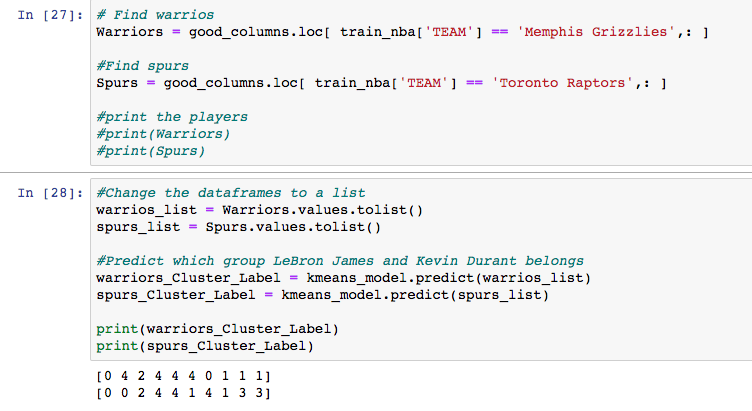 In [27]: # Find warrios
Warriors = good_columns.loc[ train_nba['TEAM'] == 'Memphis Grizzlies',: ]
#Find spurs
Spurs = good_columns.loc[ train_nba['TEAM'] == 'Toronto Raptors',: ]
#print the players
#print(Warriors)
#print(Spurs)
In [28]: #Change the dataframes to a list
warrios_list = Warriors.values.tolist()
spurs_list = Spurs.values.tolist()
#Predict which group LeBron James and Kevin Durant belongs
warriors_Cluster_Label = kmeans_model.predict(warrios_list)
spurs_Cluster_Label = kmeans_model.predict(spurs_list)
print(warriors_Cluster_Label)
print(spurs_Cluster_Label)
[0 4 2 4 4 4 0 1 1 1]
[0 0 2 4 4 1 4 1 3 3]